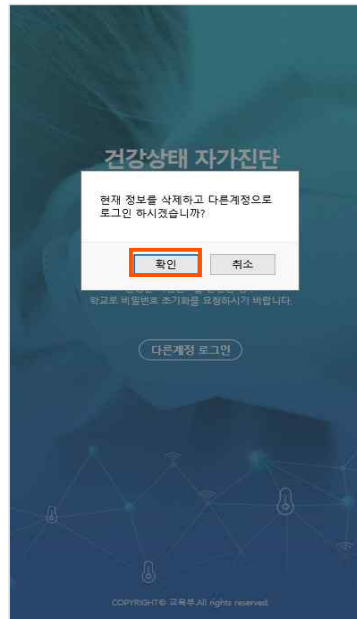 건강상태 자가진단
현재 정보를 삭제하고 다른계정으로
로그인 하시겠습니까?
확인
취소
학교로 비밀번호 초기화를 요청하시기 바랍니다.
다른계정 로그인
COPYRIGHT© 교육부.All rights reserved.